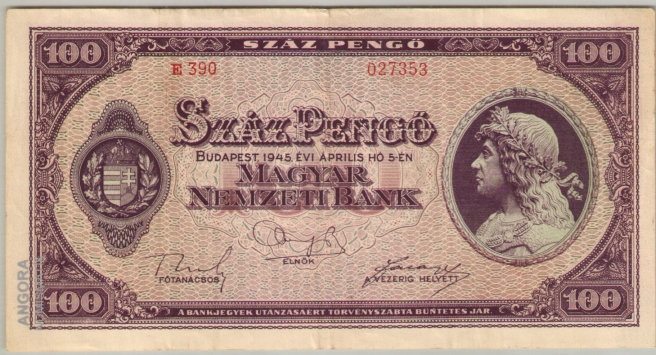 100 SZÁZ PENGŐ 100
E 390 027353
SZÁZ PENGŐ
BUDAPEST 1945. ÉVI ÁPRILIS HÓ 5-ÉN
MAGYAR
NEMZETI BANK
ELNÖK
FŐTANÁCSOS
A VEZÉRIG. HELYETT
100 100
A BANKJEGYEK UTÁNZÁSÁÉRT TÖRVÉNYSZABTA BÜNTETÉS JÁR.
ANGORA